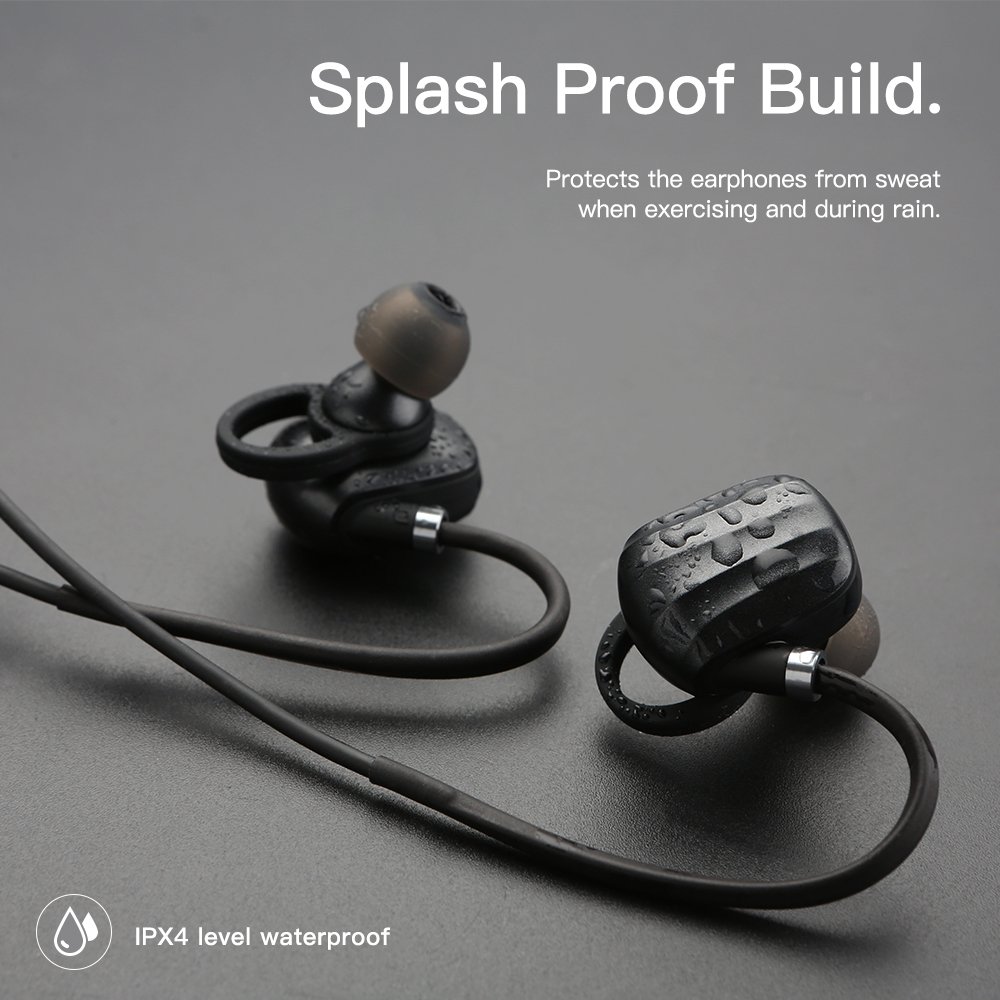 Splash Proof Build.
Protects the earphones from sweat
when exercising and during rain.
IPX4 level waterproof